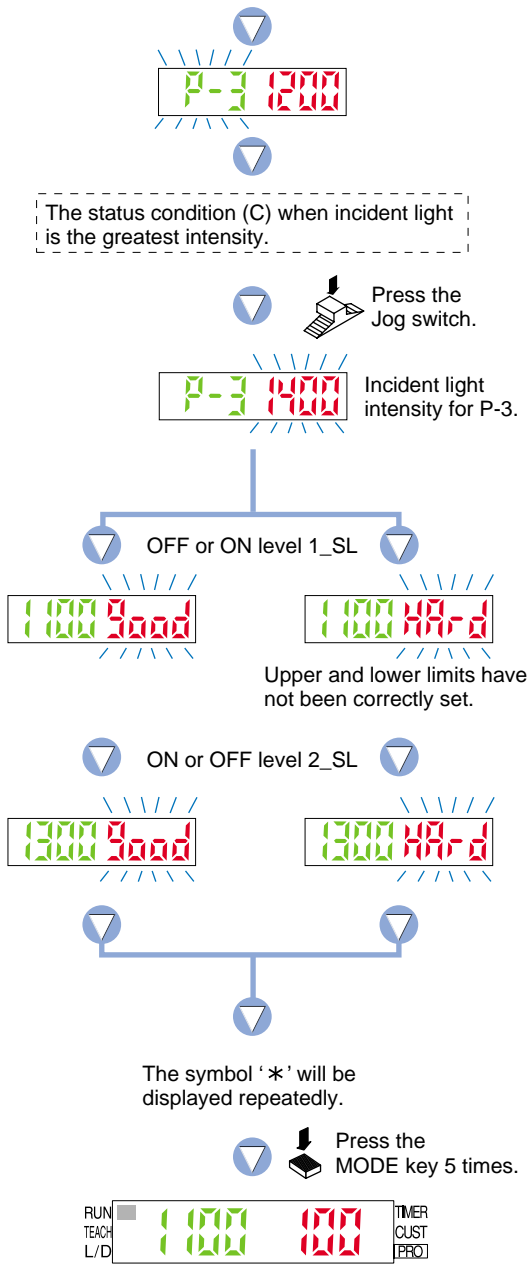 P-3 1200
The status condition (C) when incident light
is the greatest intensity.
Press the
Jog switch.
P-3 1400
Incident light
intensity for P-3.
OFF or ON level 1_SL
1100 Good
1100 HArd
Upper and lower limits have
not been correctly set.
ON or OFF level 2_SL
1300 Good
1300 HArd
The symbol ‘＊’ will be
displayed repeatedly.
Press the
MODE key 5 times.
RUN
TEACH
L/D
1100 100
TIMER
CUST
PRO